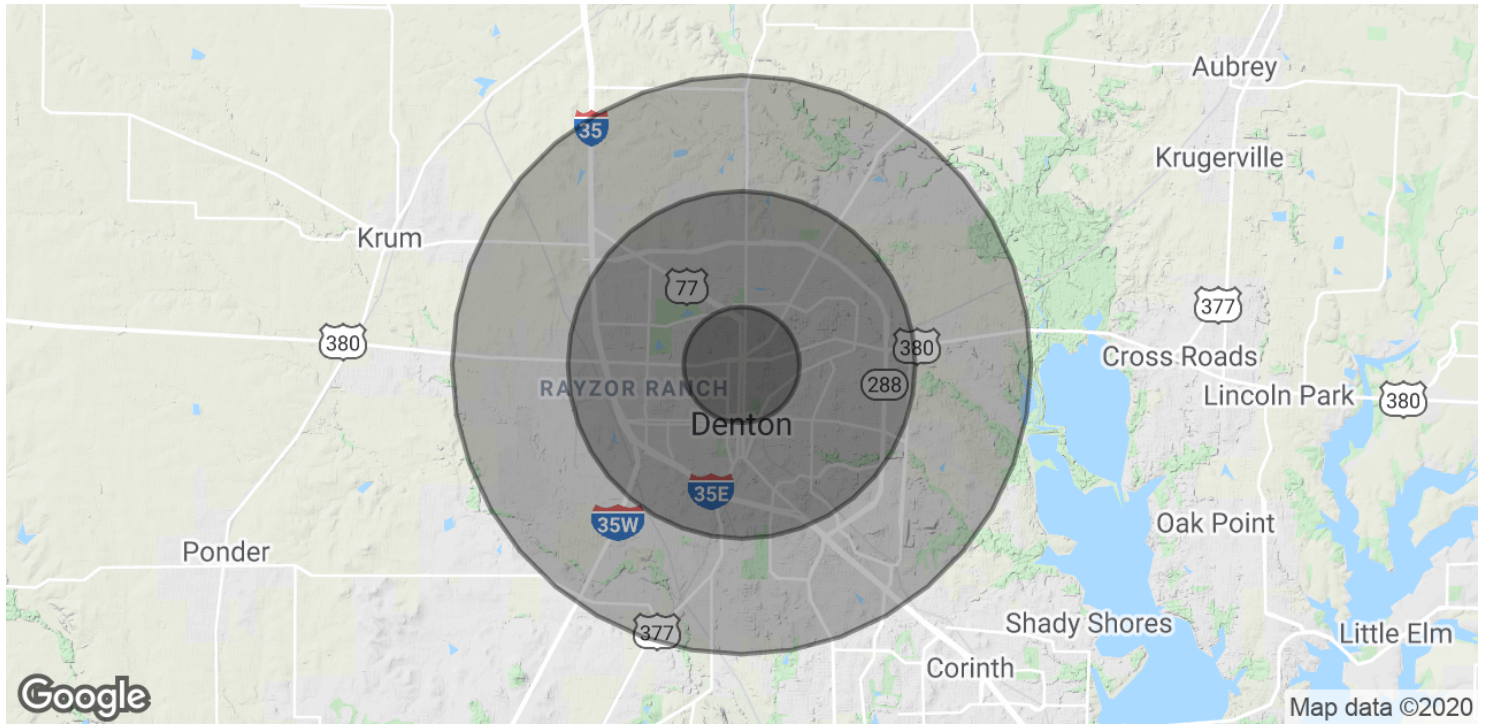 Aubrey
35
Krugerville
Krum
77
377
380
380
Cross Roads
288
RAYZOR RANCH
Lincoln Park
380
Denton
35E
35W
Oak Point
Ponder
Shady Shores
377
Little Elm
Corinth
Google
Map data ©2020